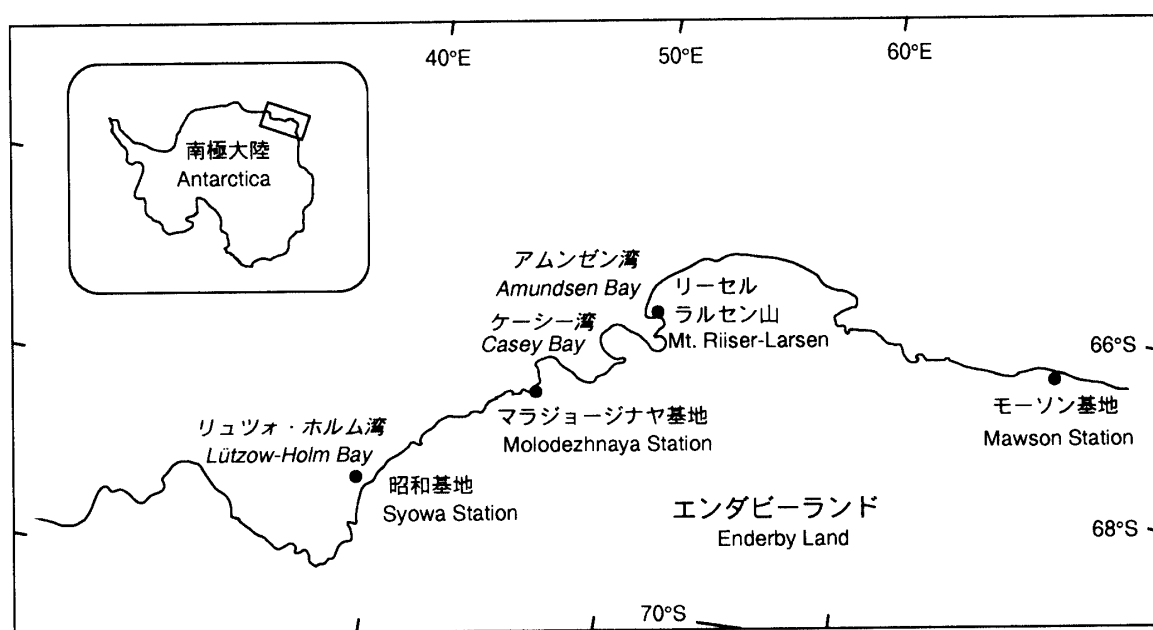 40°E
50°E
60°E
南極大陸
Antarctica
アムンゼン湾
Amundsen Bay
リーセル
ラルセン山
Mt. Riiser-Larsen
ケーシー湾
Casey Bay
66°S
マラジョージナヤ基地
Molodezhnaya Station
モーソン基地
Mawson Station
リュツォ・ホルム湾
Lützow-Holm Bay
昭和基地
Syowa Station
エンダビーランド
Enderby Land
68°S
70°S